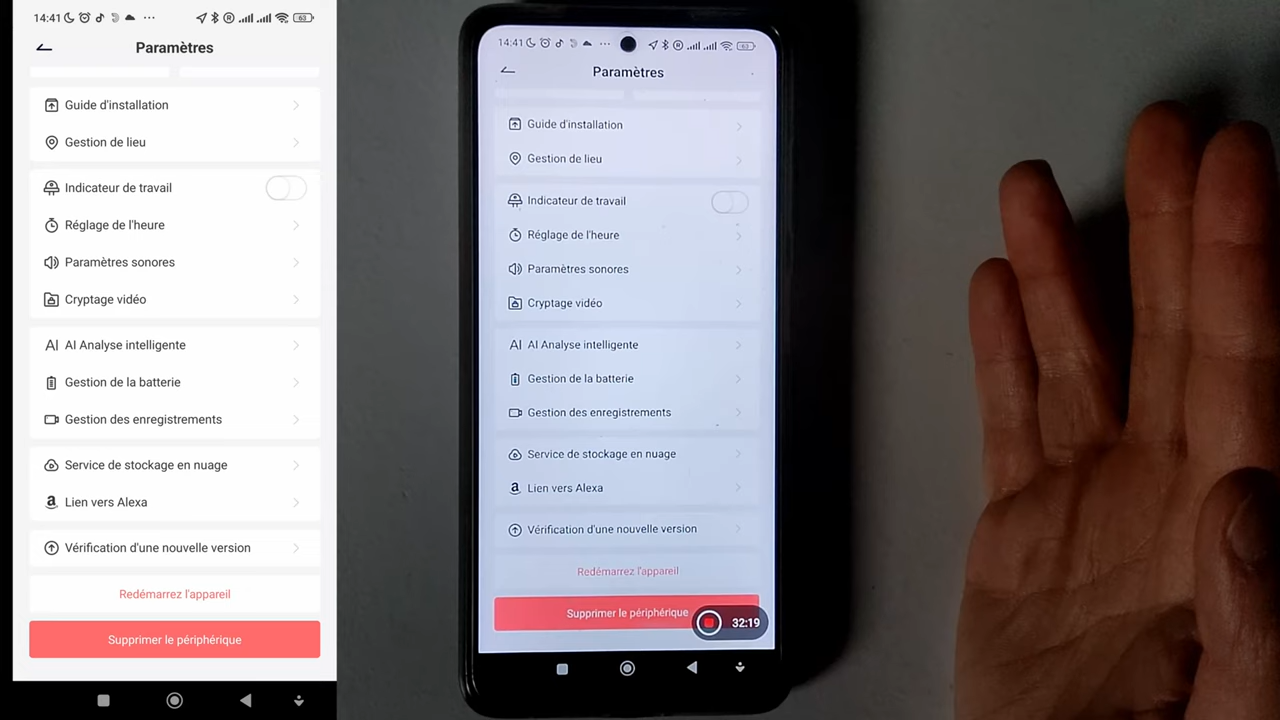 14:41
63
Paramètres
Guide d'installation
Gestion de lieu
Indicateur de travail
Réglage de l'heure
Paramètres sonores
Cryptage vidéo
AI AI Analyse intelligente
Gestion de la batterie
Gestion des enregistrements
Service de stockage en nuage
a Lien vers Alexa
Vérification d'une nouvelle version
Redémarrez l'appareil
Supprimer le périphérique
14:41
63
Paramètres
Guide d'installation
Gestion de lieu
Indicateur de travail
Réglage de l'heure
Paramètres sonores
Cryptage vidéo
AI AI Analyse intelligente
Gestion de la batterie
Gestion des enregistrements
Service de stockage en nuage
a Lien vers Alexa
Vérification d'une nouvelle version
Redémarrez l'appareil
Supprimer le périphérique
32:19